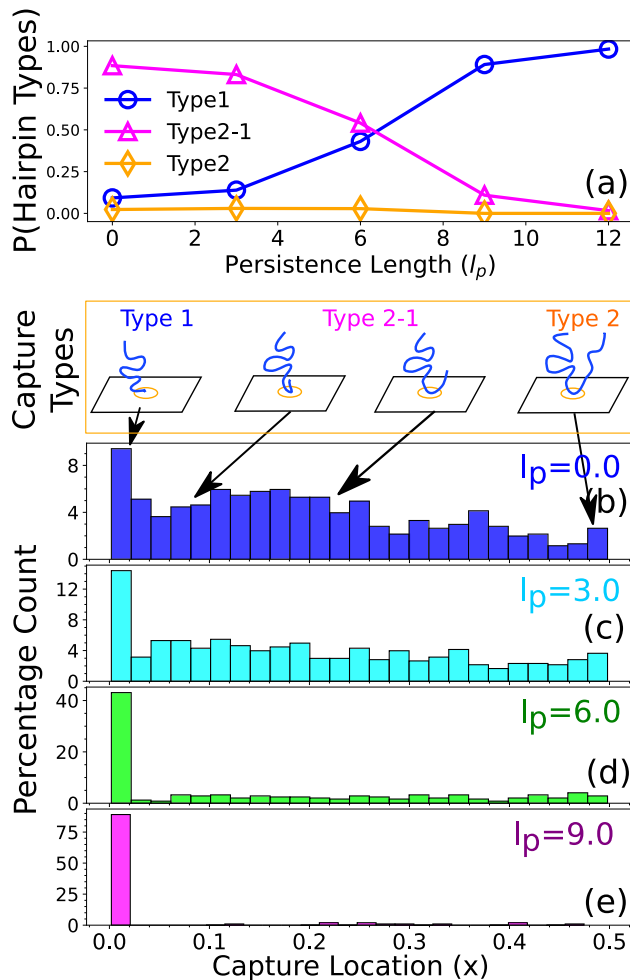 P(Hairpin Types)
1.00
0.75
0.50
0.25
0.00
Type1
Type2-1
Type2
(a)
0 2 4 6 8 10 12
Persistence Length (lp)
Capture Types
Type 1 Type 2-1 Type 2
Percentage Count
8
4
0
lp=0.0
(b)
12
8
4
0
lp=3.0
(c)
40
20
0
lp=6.0
(d)
75
50
25
0
lp=9.0
(e)
0.0 0.1 0.2 0.3 0.4 0.5
Capture Location (x)